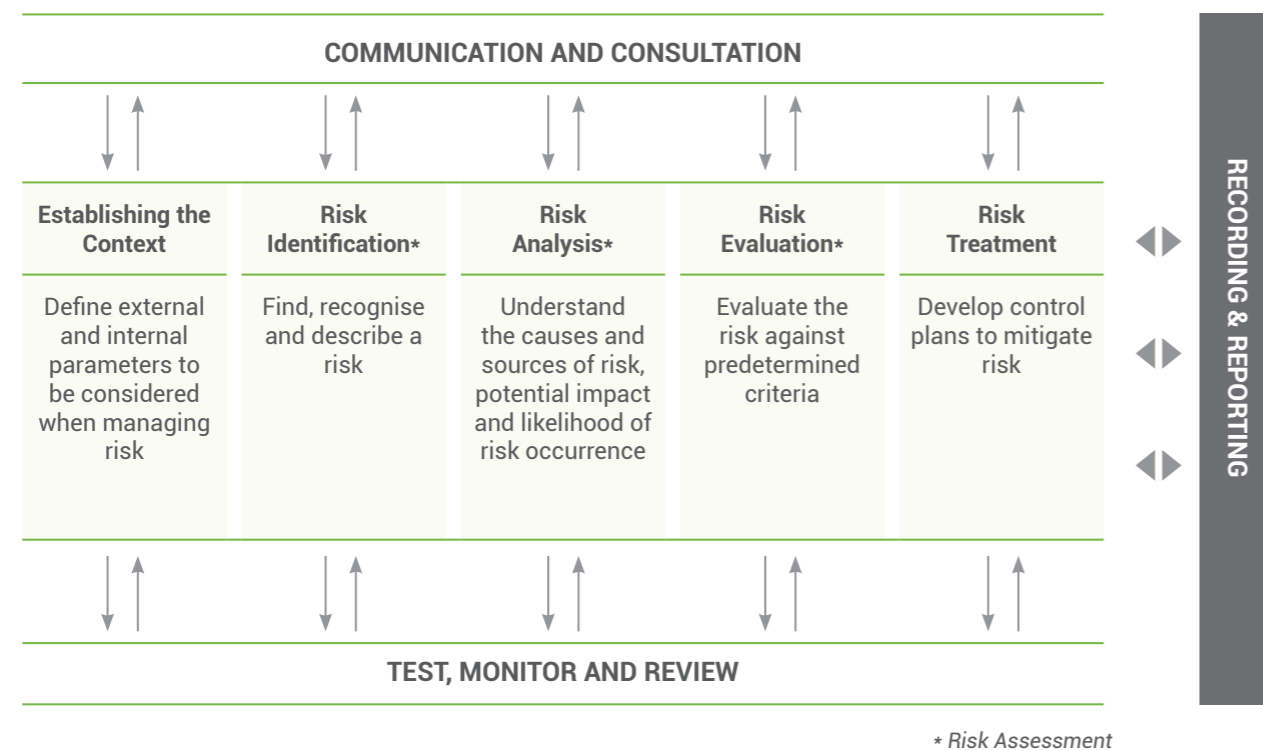 COMMUNICATION AND CONSULTATION
Establishing the
Context
Define external
and internal
parameters to
be considered
when managing
risk
Risk
Identification*
Find, recognise
and describe a
risk
Risk
Analysis*
Understand
the causes and
sources of risk,
potential impact
and likelihood of
risk occurrence
Risk
Evaluation*
Evaluate the
risk against
predetermined
criteria
Risk
Treatment
Develop control
plans to mitigate
risk
RECORDING & REPORTING
TEST, MONITOR AND REVIEW
* Risk Assessment